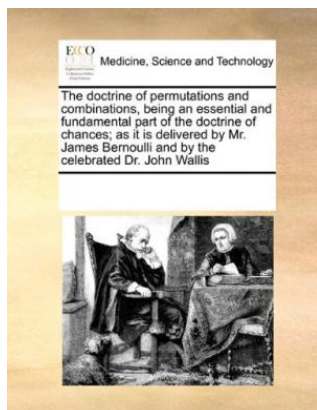 ECCO
Medicine, Science and Technology
The doctrine of permutations and
combinations, being an essential and
fundamental part of the doctrine of
chances; as it is delivered by Mr.
James Bernoulli and by the
celebrated Dr. John Wallis